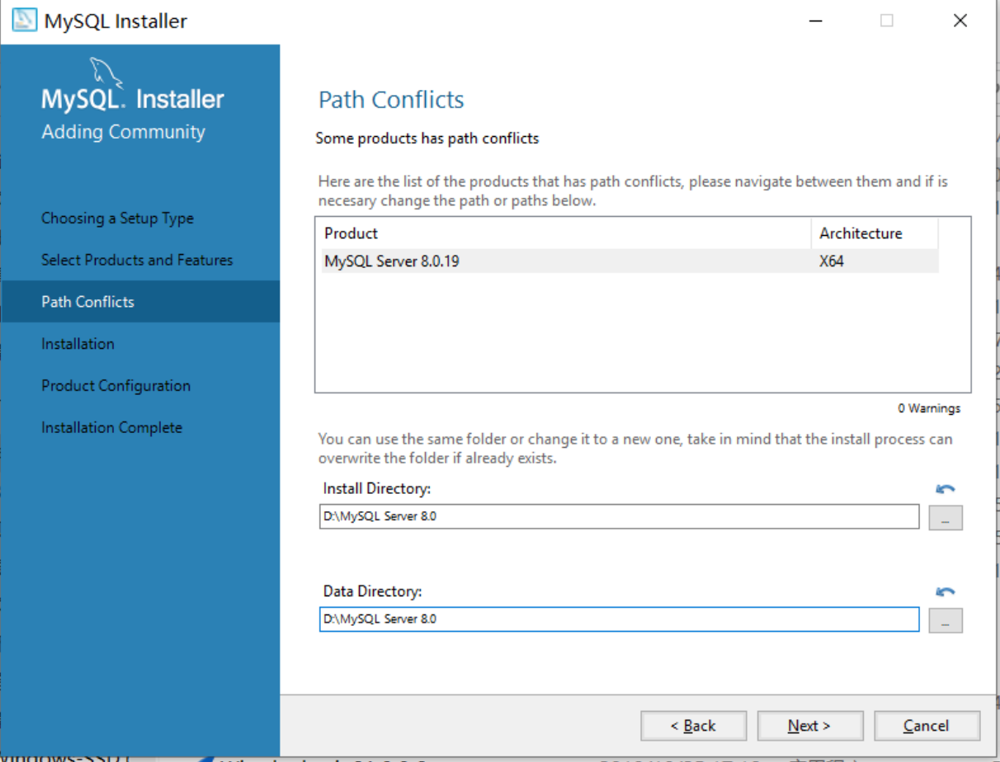 MySQL Installer
MySQL. Installer
Adding Community
Choosing a Setup Type
Select Products and Features
Path Conflicts
Installation
Product Configuration
Installation Complete
Path Conflicts
Some products has path conflicts
Here are the list of the products that has path conflicts, please navigate between them and if is
necesary change the path or paths below.
Product Architecture
MySQL Server 8.0.19 X64
0 Warnings
You can use the same folder or change it to a new one, take in mind that the install process can
overwrite the folder if already exists.
Install Directory:
D:\MySQL Server 8.0
...
Data Directory:
D:\MySQL Server 8.0
...
< Back Next > Cancel